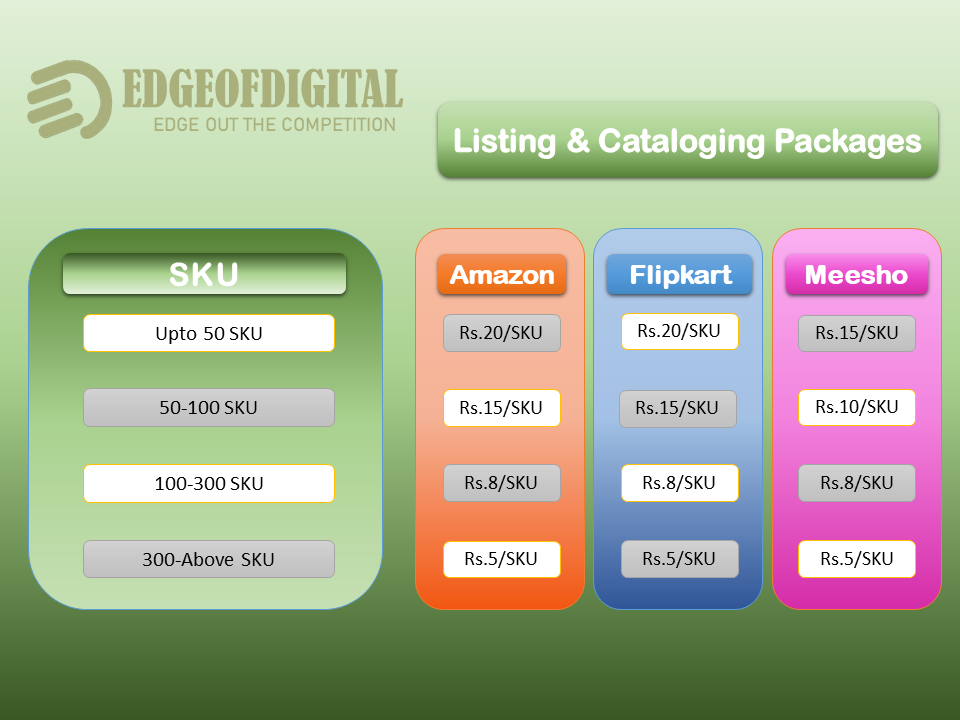 EDGEOFDIGITAL
EDGE OUT THE COMPETITION
Listing & Cataloging Packages
SKU Amazon Flipkart Meesho
Upto 50 SKU Rs.20/SKU Rs.20/SKU Rs.15/SKU
50-100 SKU Rs.15/SKU Rs.15/SKU Rs.10/SKU
100-300 SKU Rs.8/SKU Rs.8/SKU Rs.8/SKU
300-Above SKU Rs.5/SKU Rs.5/SKU Rs.5/SKU